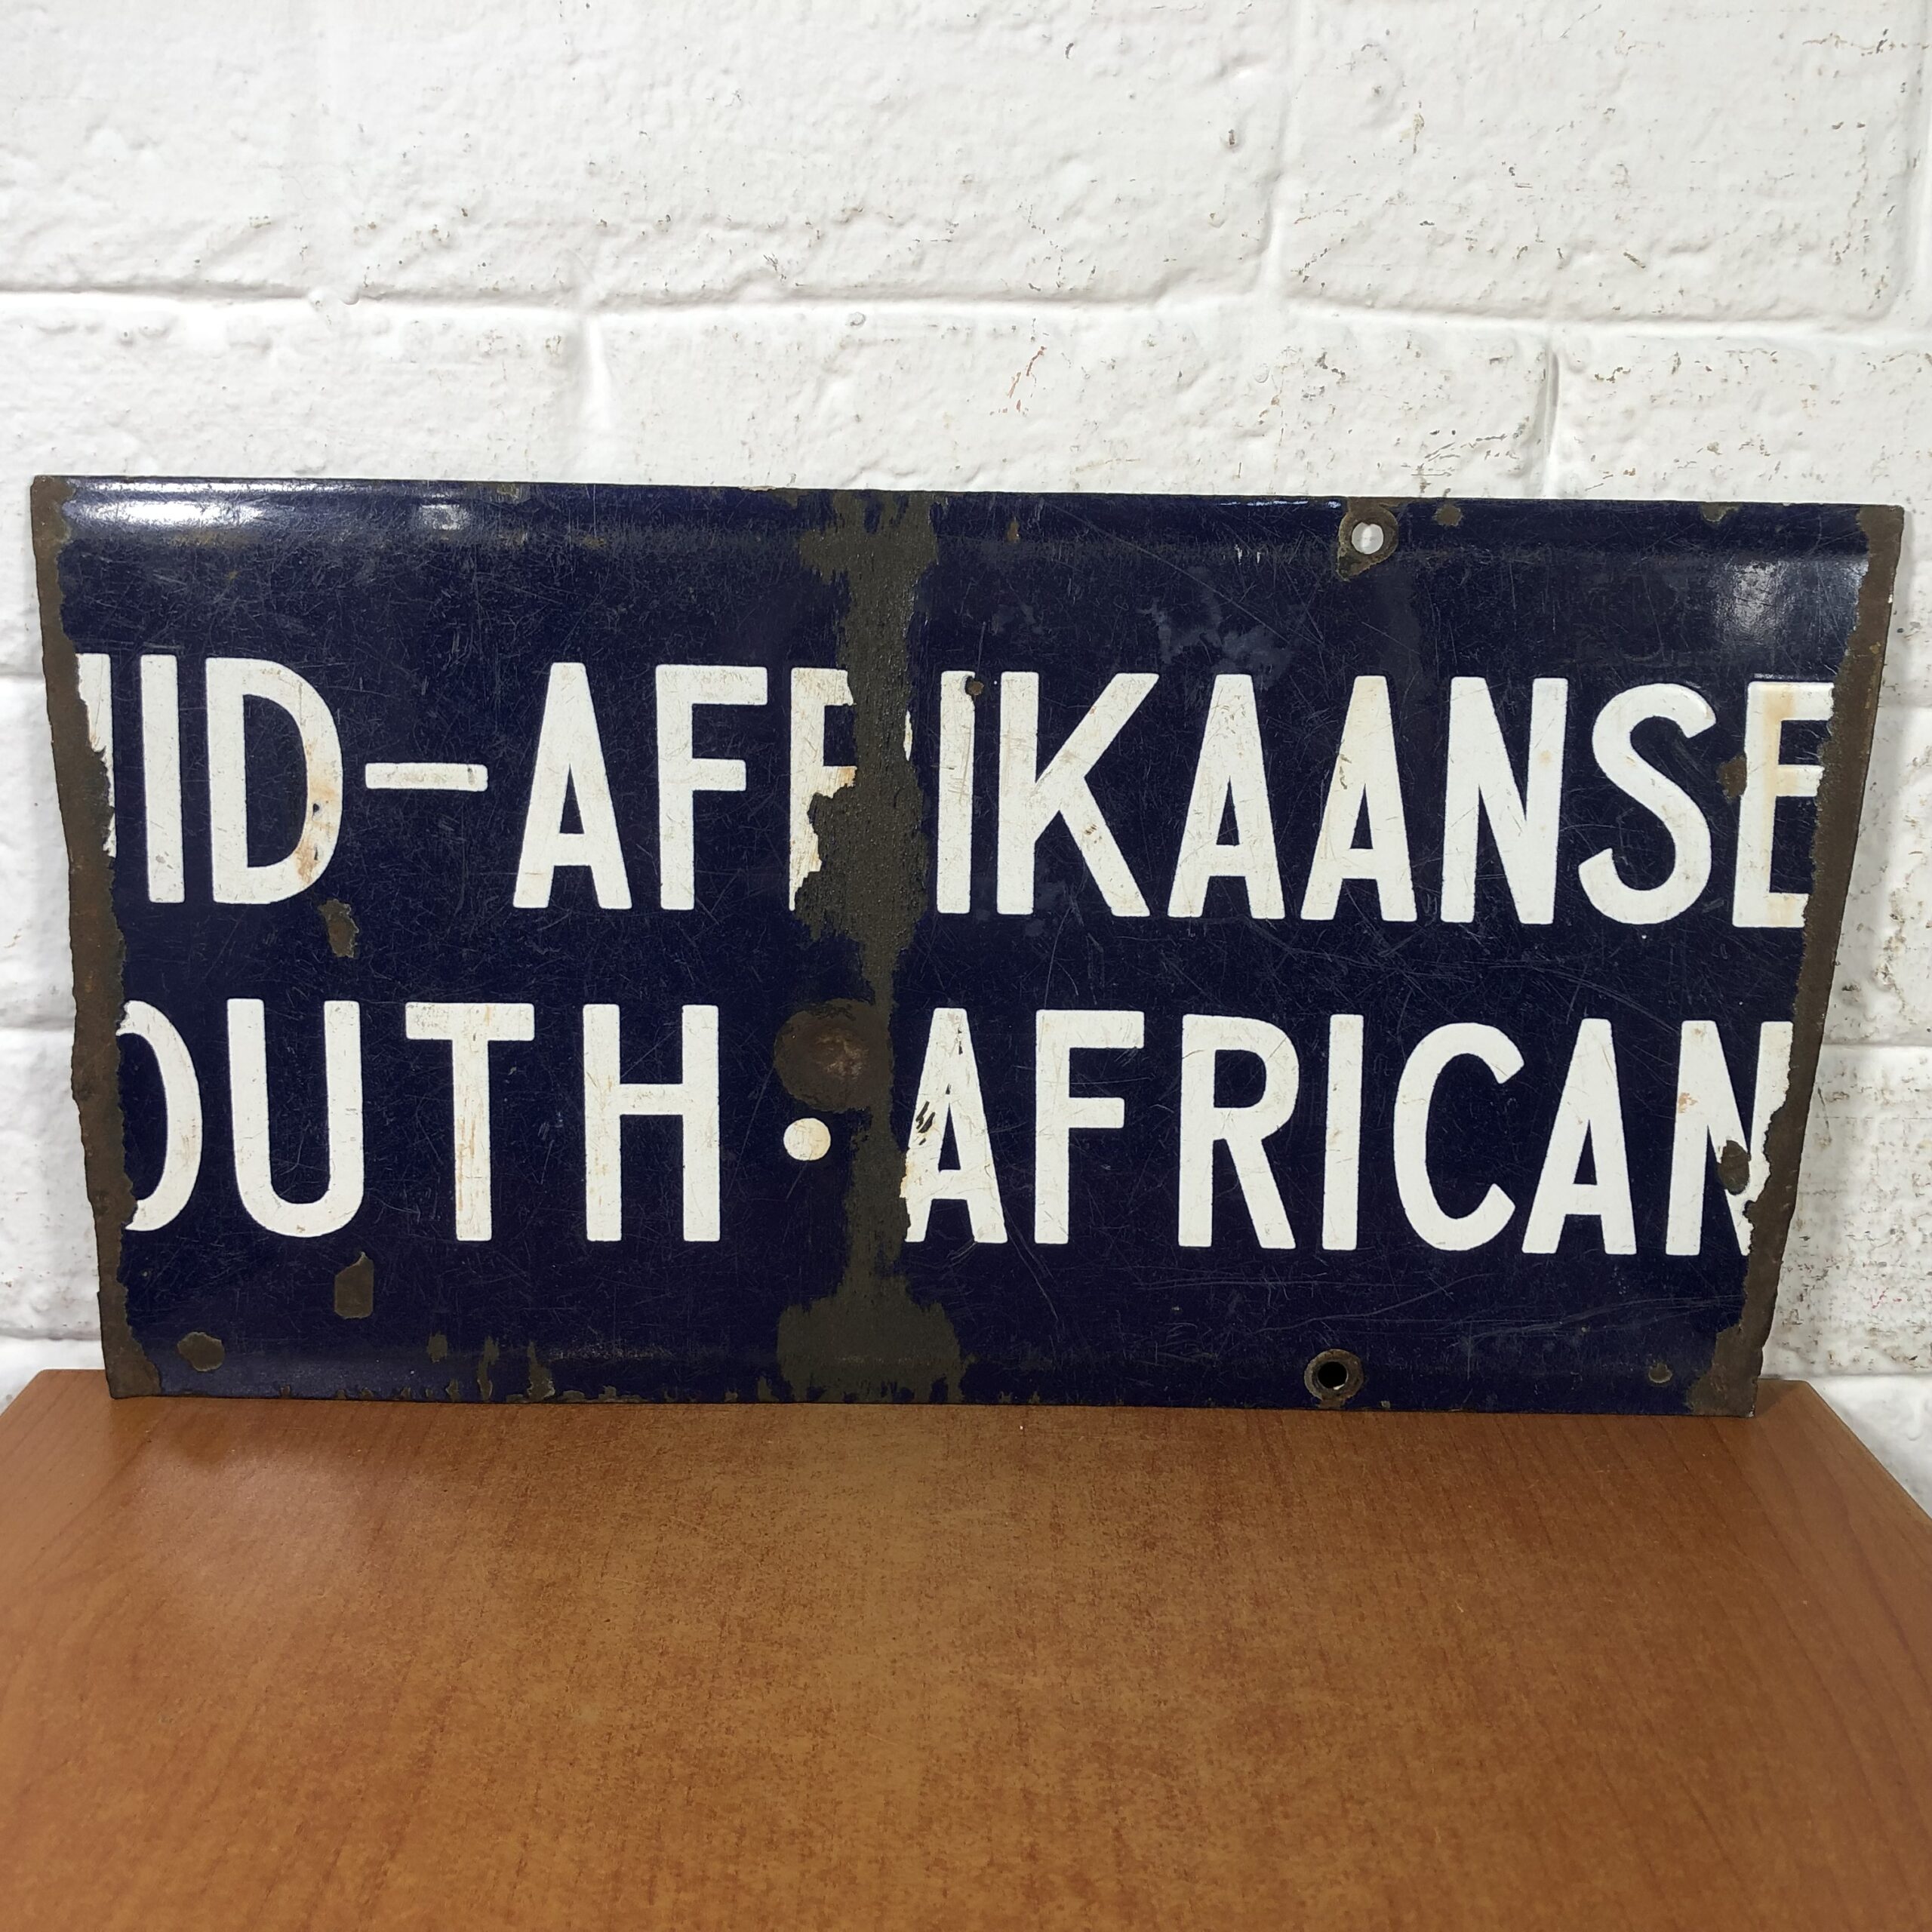 UID-AFRIKAANSE
OUTH · AFRICAN